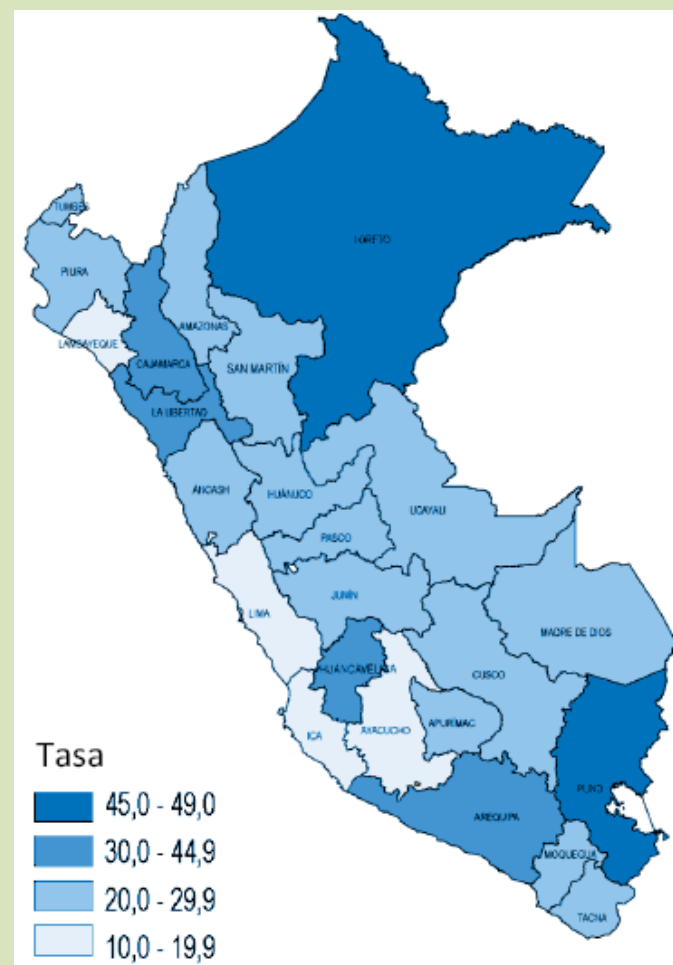 TUMBES
PIURA
LAMBAYEQUE
CAJAMARCA
AMAZONAS
LORETO
SAN MARTÍN
LA LIBERTAD
ÁNCASH
HUÁNUCO
UCAYALI
PASCO
JUNÍN
LIMA
MADRE DE DIOS
HUANCAVELICA
CUSCO
ICA
AYACUCHO
APURÍMAC
PUNO
AREQUIPA
MOQUEGUA
TACNA
Tasa
45,0 - 49,0
30,0 - 44,9
20,0 - 29,9
10,0 - 19,9